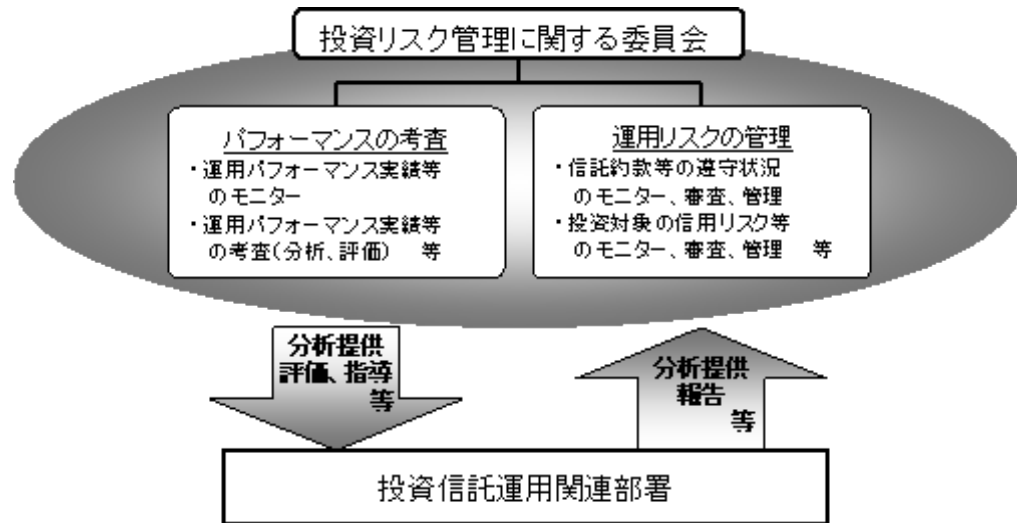 投資リスク管理に関する委員会
パフォーマンスの考査
・運用パフォーマンス実績等
のモニター
・運用パフォーマンス実績等
の考査(分析、評価)　等
運用リスクの管理
・信託約款等の遵守状況
のモニター、審査、管理
・投資対象の信用リスク等
のモニター、審査、管理　等
分析提供
評価、指導
等
分析提供
報告
等
投資信託運用関連部署